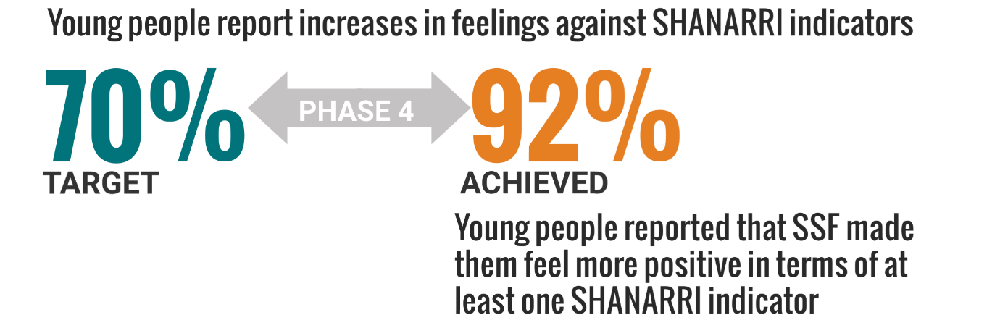 Young people report increases in feelings against SHANARRI indicators
70%
PHASE 4
92%
TARGET
ACHIEVED
Young people reported that SSF made
them feel more positive in terms of at
least one SHANARRI indicator